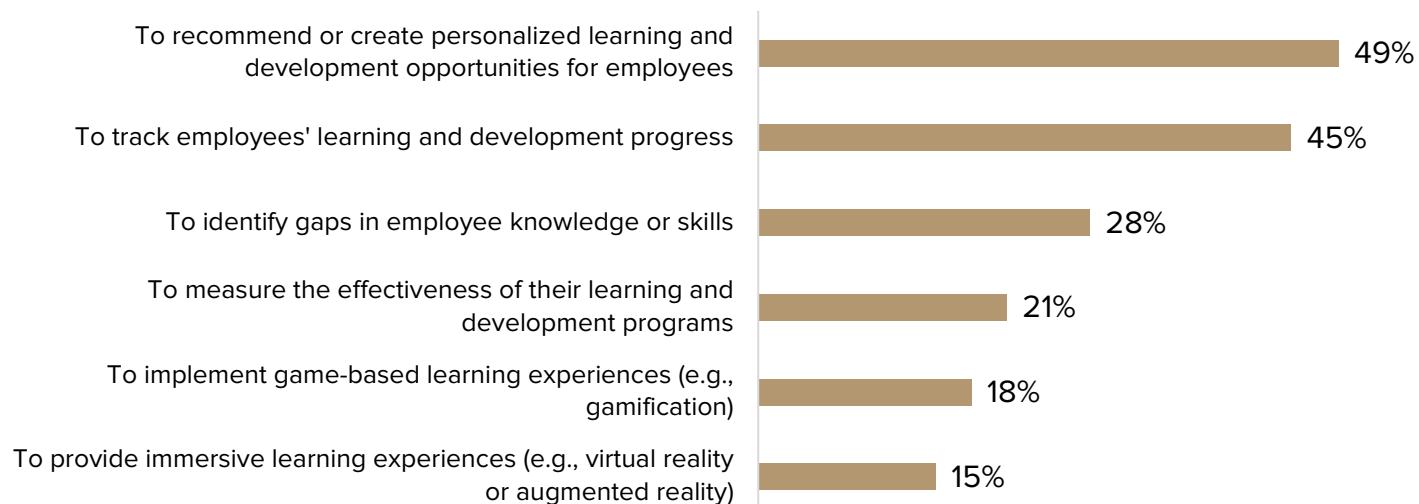 To recommend or create personalized learning and
development opportunities for employees
49%
To track employees' learning and development progress
45%
To identify gaps in employee knowledge or skills
28%
To measure the effectiveness of their learning and
development programs
21%
To implement game-based learning experiences (e.g.,
gamification)
18%
To provide immersive learning experiences (e.g., virtual reality
or augmented reality)
15%